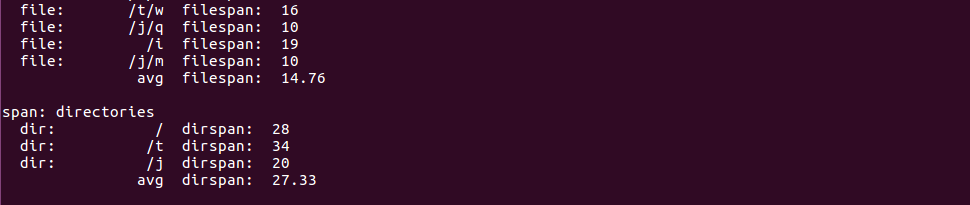 file:        /t/w  filespan:  16
file:        /j/q  filespan:  10
file:          /i  filespan:  19
file:        /j/m  filespan:  10
              avg  filespan:  14.76
span: directories
dir:           /  dirspan:  28
dir:          /t  dirspan:  34
dir:          /j  dirspan:  20
             avg  dirspan:  27.33